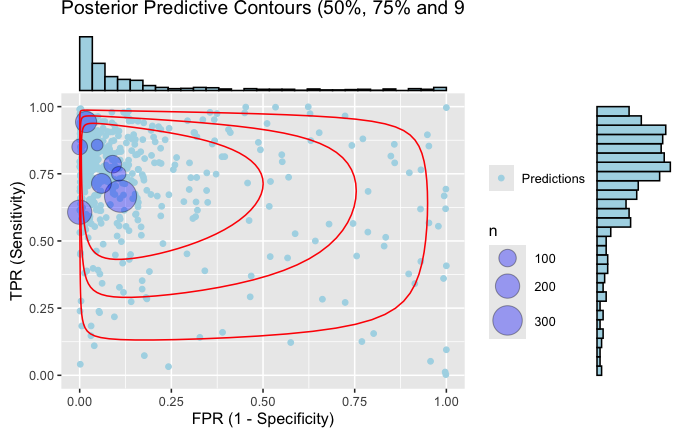 Posterior Predictive Contours (50%, 75% and 9
1.00
0.75
0.50
0.25
0.00
TPR (Sensitivity)
0.00 0.25 0.50 0.75 1.00
FPR (1 - Specificity)
Predictions
n
100
200
300